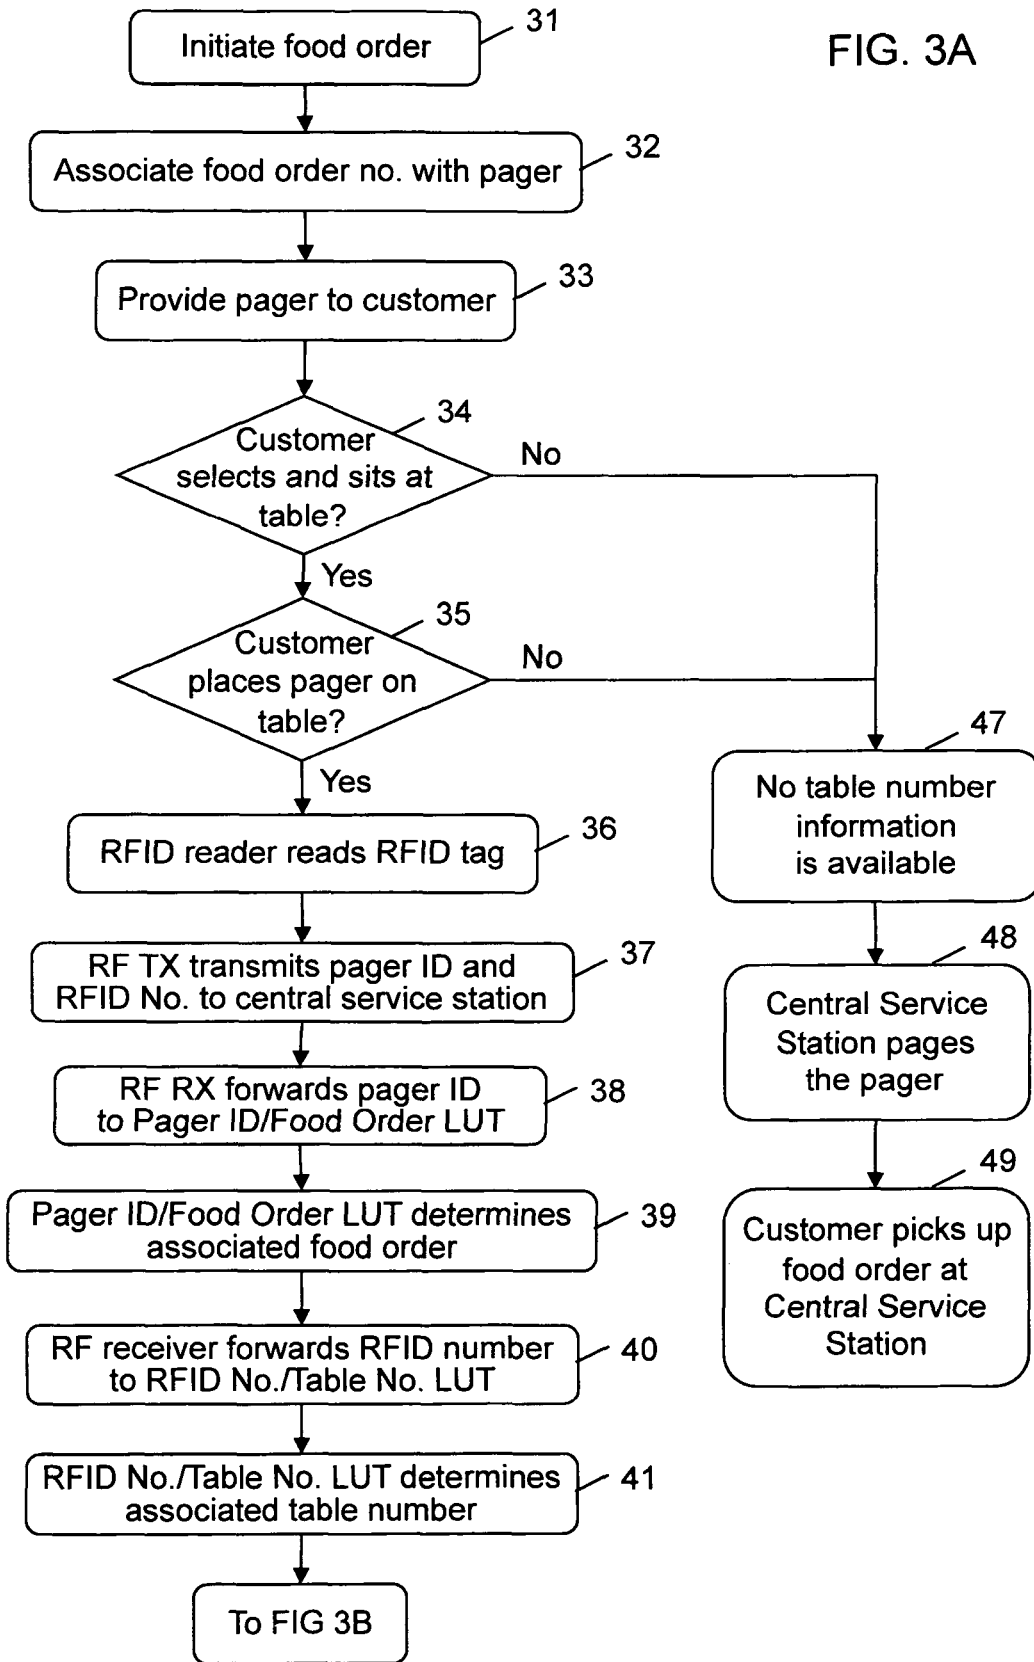 FIG. 3A
31
Initiate food order
32
Associate food order no. with pager
33
Provide pager to customer
34
Customer
selects and sits at
table?
No
Yes
35
Customer
places pager on
table?
No
Yes
36
RFID reader reads RFID tag
37
RF TX transmits pager ID and
RFID No. to central service station
38
RF RX forwards pager ID
to Pager ID/Food Order LUT
39
Pager ID/Food Order LUT determines
associated food order
40
RF receiver forwards RFID number
to RFID No./Table No. LUT
41
RFID No./Table No. LUT determines
associated table number
To FIG 3B
47
No table number
information
is available
48
Central Service
Station pages
the pager
49
Customer picks up
food order at
Central Service
Station